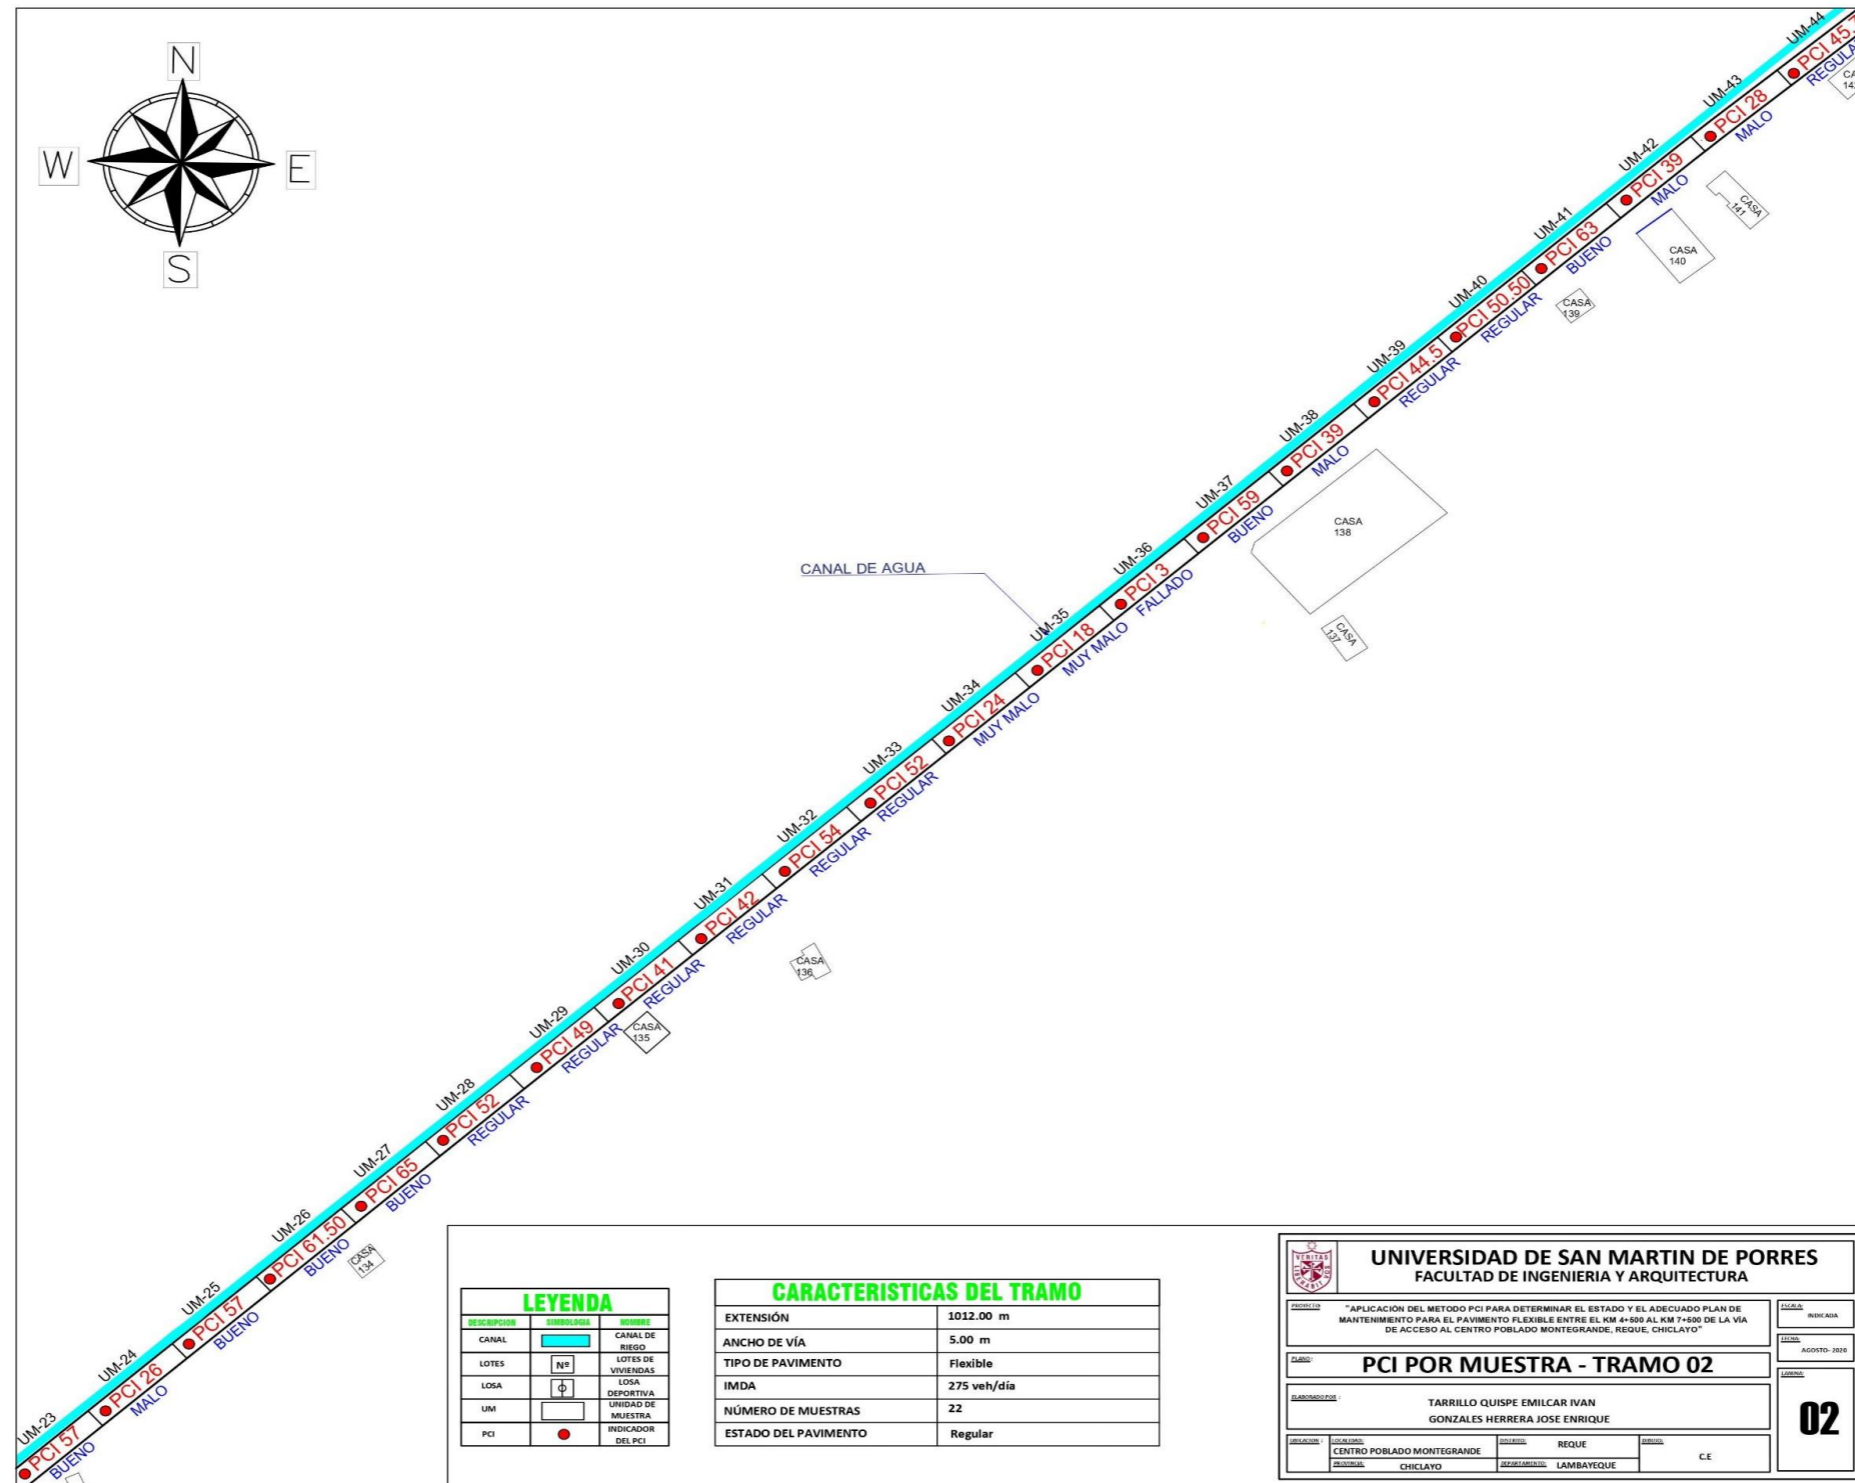 N
W
E
S
UM-44
PCI 45.
REGULA
UM-43
PCI 28
MALO
UM-42
PCI 39
MALO
CASA
141
UM-41
PCI 63
BUENO
CASA
140
UM-40
PCI 50.50
REGULAR
CASA
139
UM-39
PCI 44.5
REGULAR
UM-38
PCI 39
MALO
CASA
138
UM-37
PCI 59
BUENO
CASA
137
UM-36
PCI 3
FALLADO
CANAL DE AGUA
UM-35
PCI 18
MUY MALO
UM-34
PCI 24
MUY MALO
UM-33
PCI 52
REGULAR
UM-32
PCI 54
REGULAR
UM-31
PCI 42
REGULAR
CASA
136
UM-30
PCI 41
REGULAR
CASA
135
UM-29
PCI 49
REGULAR
UM-28
PCI 52
REGULAR
UM-27
PCI 65
BUENO
UM-26
PCI 61.50
BUENO
CASA
134
UM-25
PCI 57
BUENO
UM-24
PCI 26
MALO
UM-23
PCI 57
BUENO
LEYENDA
DESCRIPCION SIMBOLOGIA NOMBRE
CANAL CANAL DE RIEGO
LOTES Nº LOTES DE VIVIENDAS
LOSA LOSA DEPORTIVA
UM UNIDAD DE MUESTRA
PCI INDICADOR DEL PCI
CARACTERISTICAS DEL TRAMO
EXTENSIÓN 1012.00 m
ANCHO DE VÍA 5.00 m
TIPO DE PAVIMENTO Flexible
IMDA 275 veh/día
NÚMERO DE MUESTRAS 22
ESTADO DEL PAVIMENTO Regular
VERITAS
UNIVERSIDAD DE SAN MARTIN DE PORRES
FACULTAD DE INGENIERIA Y ARQUITECTURA
PROYECTO: "APLICACIÓN DEL METODO PCI PARA DETERMINAR EL ESTADO Y EL ADECUADO PLAN DE
MANTENIMIENTO PARA EL PAVIMENTO FLEXIBLE ENTRE EL KM 4+500 AL KM 7+500 DE LA VÍA
DE ACCESO AL CENTRO POBLADO MONTEGRANDE, REQUE, CHICLAYO"
ESCALA: INDICADA
FECHA: AGOSTO- 2020
PLANO: PCI POR MUESTRA - TRAMO 02
LAMINA: 02
ELABORADO POR :
TARRILLO QUISPE EMILCAR IVAN
GONZALES HERRERA JOSE ENRIQUE
UBICACION : LOCALIDAD: CENTRO POBLADO MONTEGRANDE
DISTRITO: REQUE
DIBUJO: C.E
PROVINCIA: CHICLAYO
DEPARTAMENTO: LAMBAYEQUE